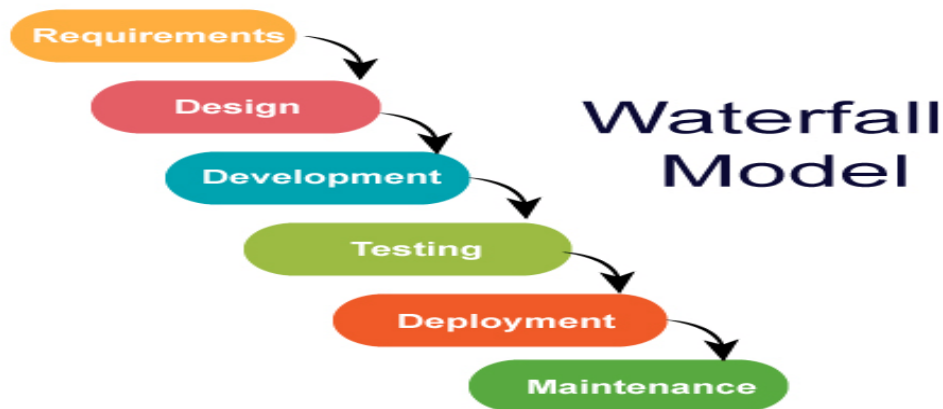 Requirements
Design
Development
Testing
Deployment
Maintenance
Waterfall
Model